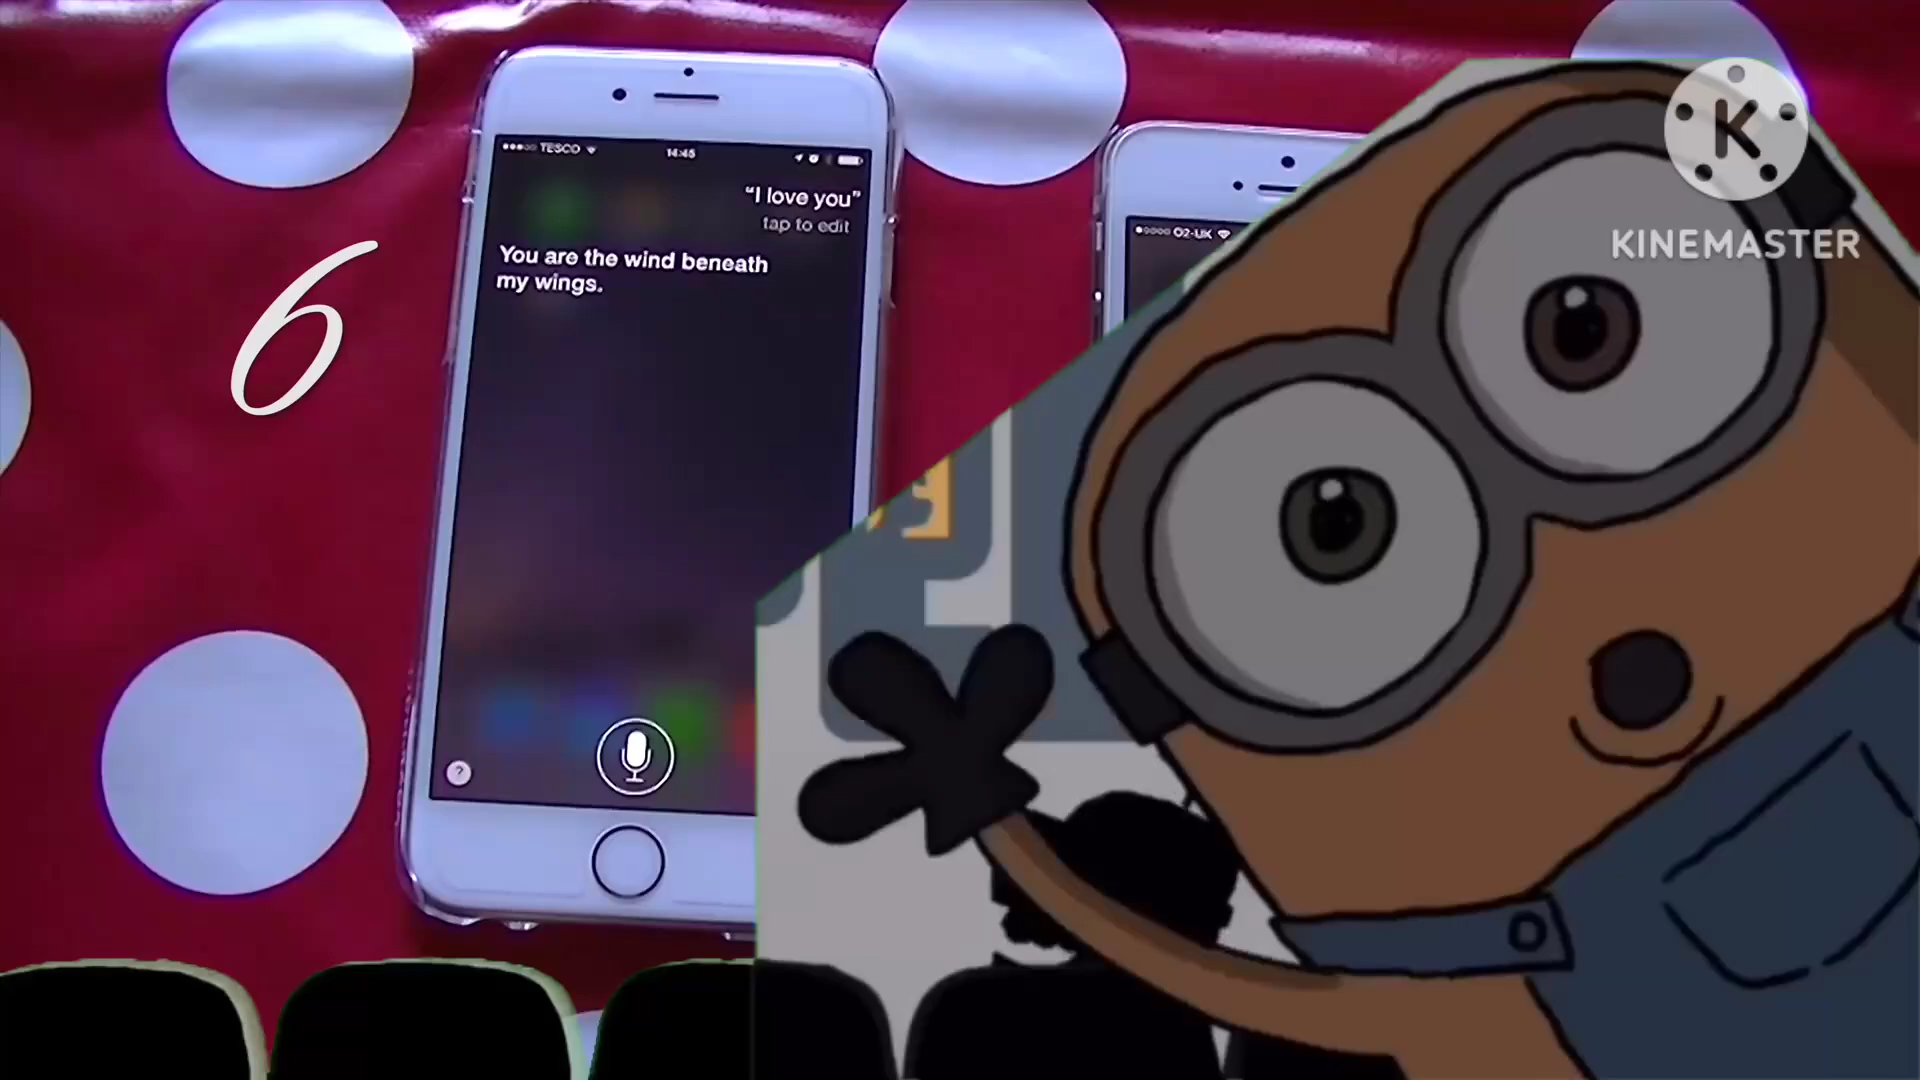 TESCO
14:45
“I love you”
tap to edit
You are the wind beneath
my wings.
?
6
O2-UK
K
KINEMASTER